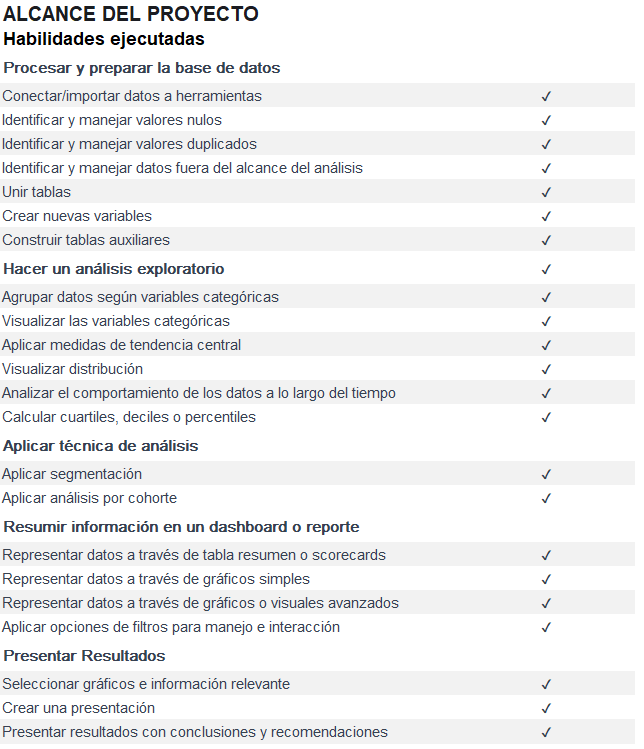 ALCANCE DEL PROYECTO
Habilidades ejecutadas
Procesar y preparar la base de datos
Conectar/importar datos a herramientas ✓
Identificar y manejar valores nulos ✓
Identificar y manejar valores duplicados ✓
Identificar y manejar datos fuera del alcance del análisis ✓
Unir tablas ✓
Crear nuevas variables ✓
Construir tablas auxiliares ✓
Hacer un análisis exploratorio ✓
Agrupar datos según variables categóricas ✓
Visualizar las variables categóricas ✓
Aplicar medidas de tendencia central ✓
Visualizar distribución ✓
Analizar el comportamiento de los datos a lo largo del tiempo ✓
Calcular cuartiles, deciles o percentiles ✓
Aplicar técnica de análisis
Aplicar segmentación ✓
Aplicar análisis por cohorte ✓
Resumir información en un dashboard o reporte
Representar datos a través de tabla resumen o scorecards ✓
Representar datos a través de gráficos simples ✓
Representar datos a través de gráficos o visuales avanzados ✓
Aplicar opciones de filtros para manejo e interacción ✓
Presentar Resultados
Seleccionar gráficos e información relevante ✓
Crear una presentación ✓
Presentar resultados con conclusiones y recomendaciones ✓